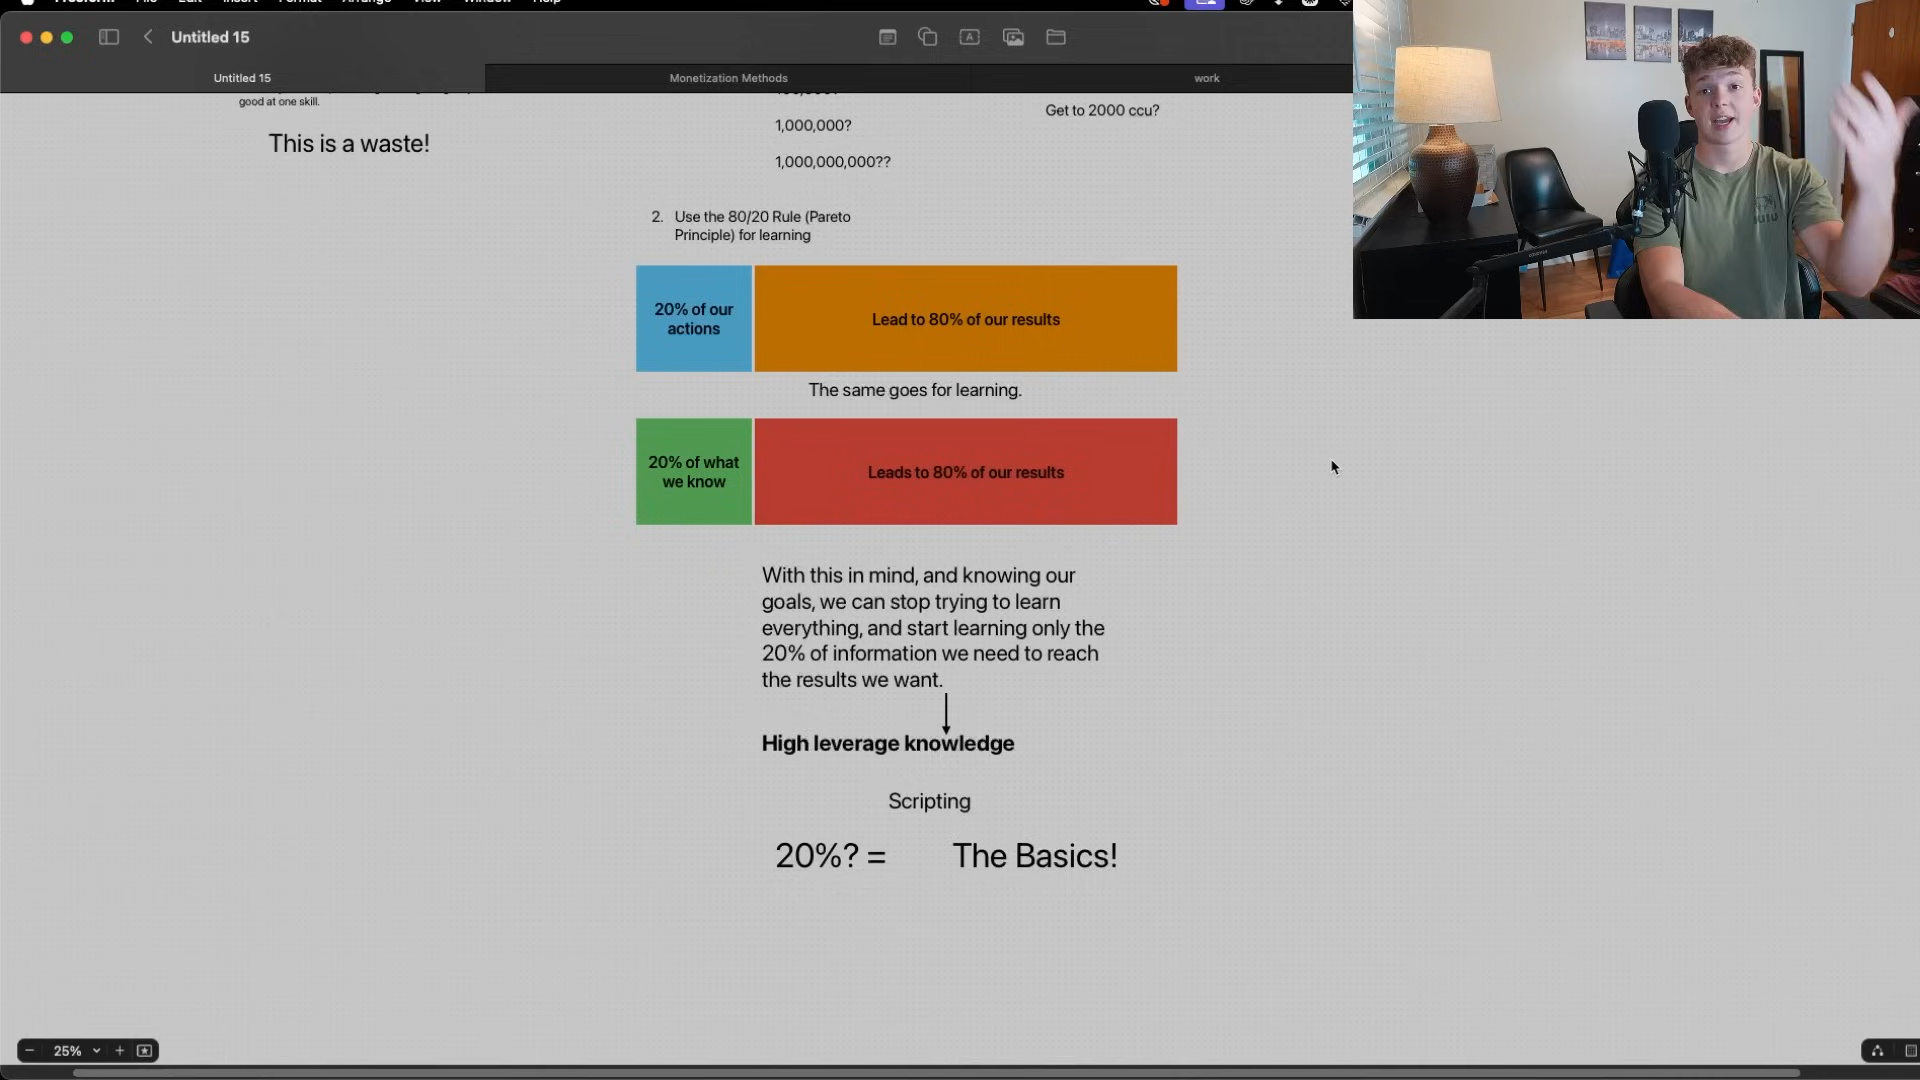 Untitled 15
Untitled 15
Monetization Methods
work
good at one skill.
This is a waste!
1,000,000?
1,000,000,000??
Get to 2000 ccu?
2. Use the 80/20 Rule (Pareto
Principle) for learning
20% of our
actions
Lead to 80% of our results
The same goes for learning.
20% of what
we know
Leads to 80% of our results
With this in mind, and knowing our
goals, we can stop trying to learn
everything, and start learning only the
20% of information we need to reach
the results we want.
High leverage knowledge
Scripting
20%? =
The Basics!
25%